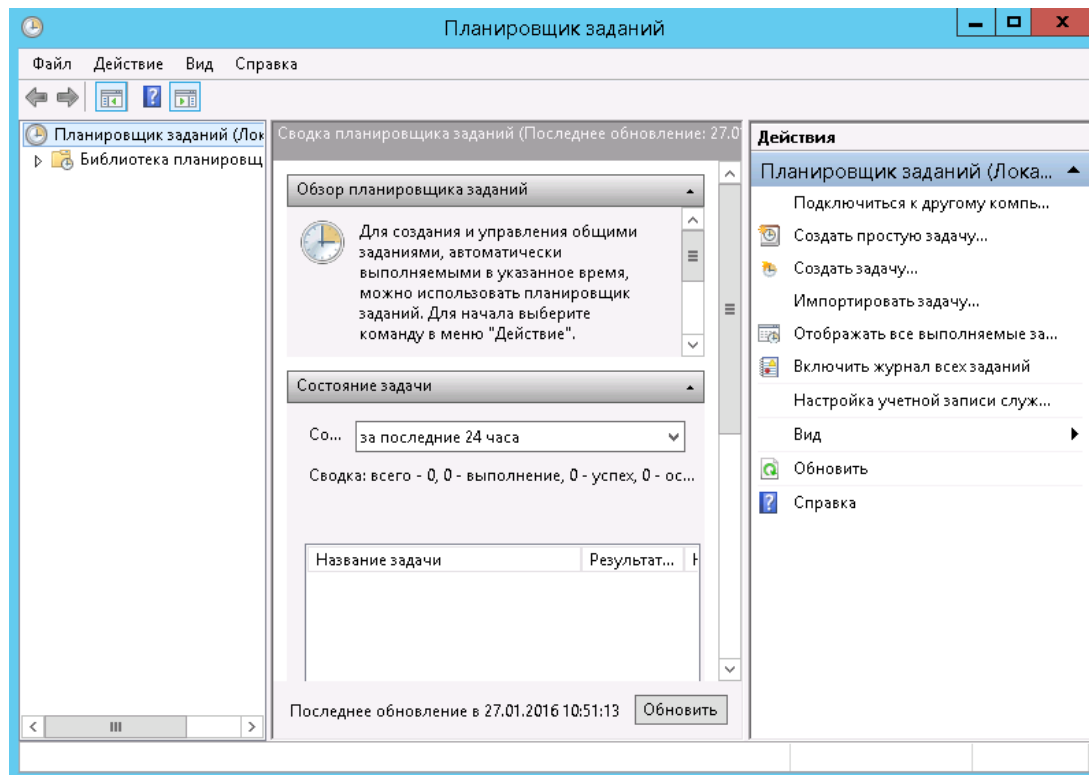 Планировщик заданий
Файл Действие Вид Справка
Планировщик заданий (Лок
Библиотека планировщ
Сводка планировщика заданий (Последнее обновление: 27.0
Обзор планировщика заданий
Для создания и управления общими
заданиями, автоматически
выполняемыми в указанное время,
можно использовать планировщик
заданий. Для начала выберите
команду в меню "Действие".
Состояние задачи
Со... за последние 24 часа
Сводка: всего - 0, 0 - выполнение, 0 - успех, 0 - ос...
Название задачи Результат... Н
Последнее обновление в 27.01.2016 10:51:13 Обновить
Действия
Планировщик заданий (Лока...
Подключиться к другому компь...
Создать простую задачу...
Создать задачу...
Импортировать задачу...
Отображать все выполняемые за...
Включить журнал всех заданий
Настройка учетной записи служ...
Вид
Обновить
Справка